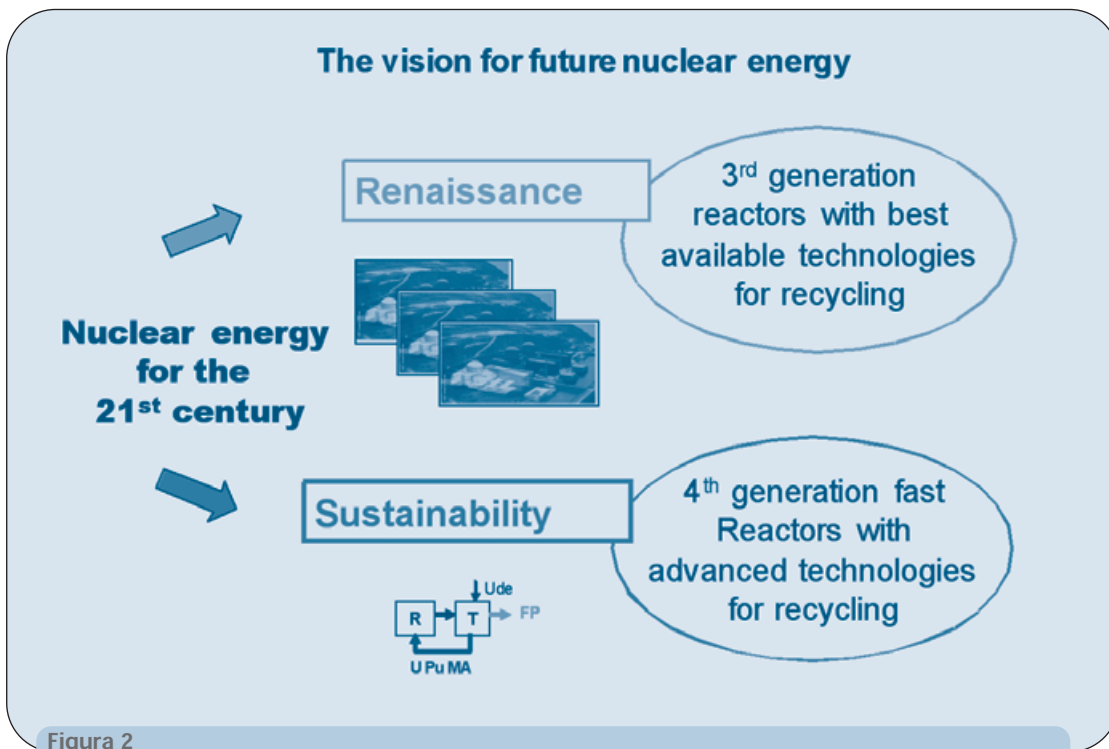 The vision for future nuclear energy
Nuclear energy
for the
21st century
Renaissance
3rd generation
reactors with best
available technologies
for recycling
Sustainability
4th generation fast
Reactors with
advanced technologies
for recycling
Ude
R
T
FP
U Pu MA
Figura 2